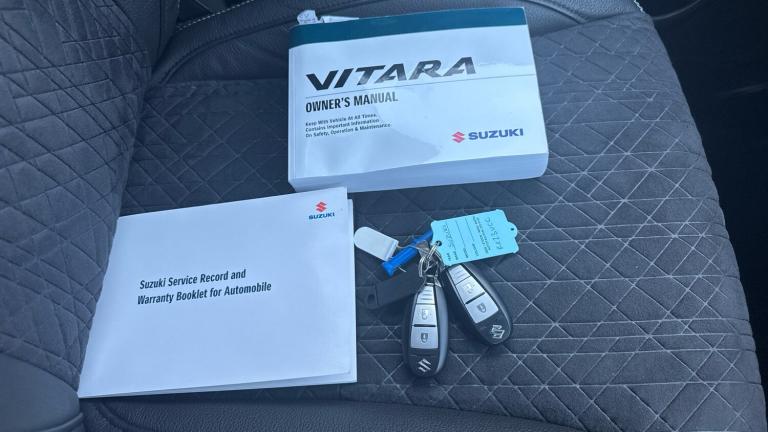 VITARA
OWNER'S MANUAL
Keep With Vehicle At All Times.
Contains Important Information
On Safety, Operation & Maintenance.
SUZUKI
SUZUKI
Suzuki Service Record and
Warranty Booklet for Automobile